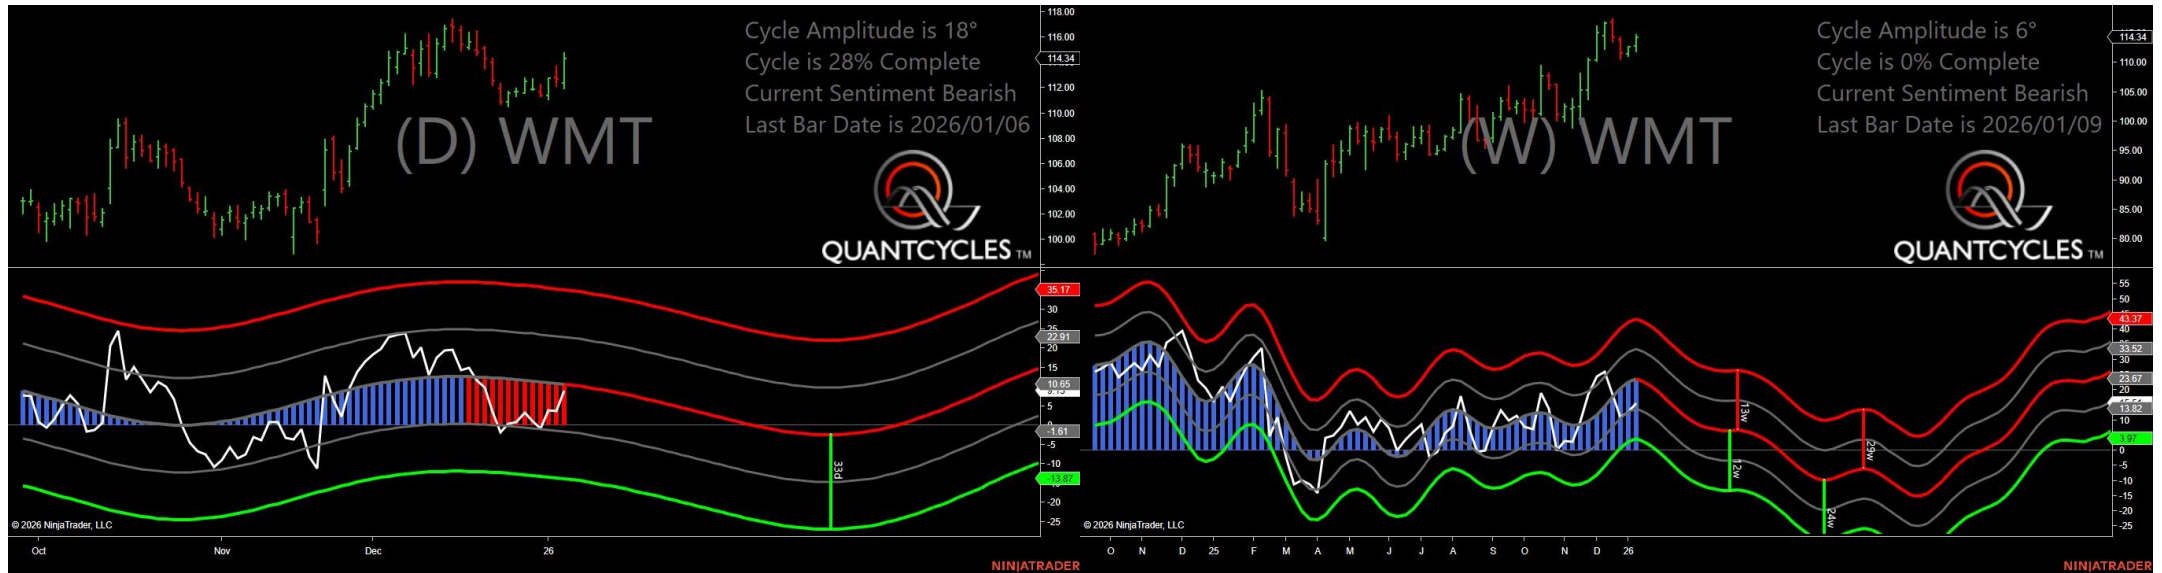 Cycle Amplitude is 18°
Cycle is 28% Complete
Current Sentiment Bearish
Last Bar Date is 2026/01/06
(D) WMT
QUANTCYCLES TM
118.00
116.00
114.34
112.00
110.00
108.00
106.00
104.00
102.00
100.00
35.17
30
22.91
20
15
10.65
5
-1.61
-5
-10
-13.87
-20
-25
33d
© 2026 NinjaTrader, LLC
Oct Nov Dec 26
NINJATRADER
Cycle Amplitude is 6°
Cycle is 0% Complete
Current Sentiment Bearish
Last Bar Date is 2026/01/09
(W) WMT
QUANTCYCLES TM
114.34
110.00
105.00
100.00
95.00
90.00
85.00
80.00
55
50
43.37
40
33.52
30
23.67
20
13.82
10
3.97
0
-5
-10
-15
-20
-25
13w
12w
29w
24w
© 2026 NinjaTrader, LLC
O N D 25 F M A M J J A S O N D 26
NINJATRADER